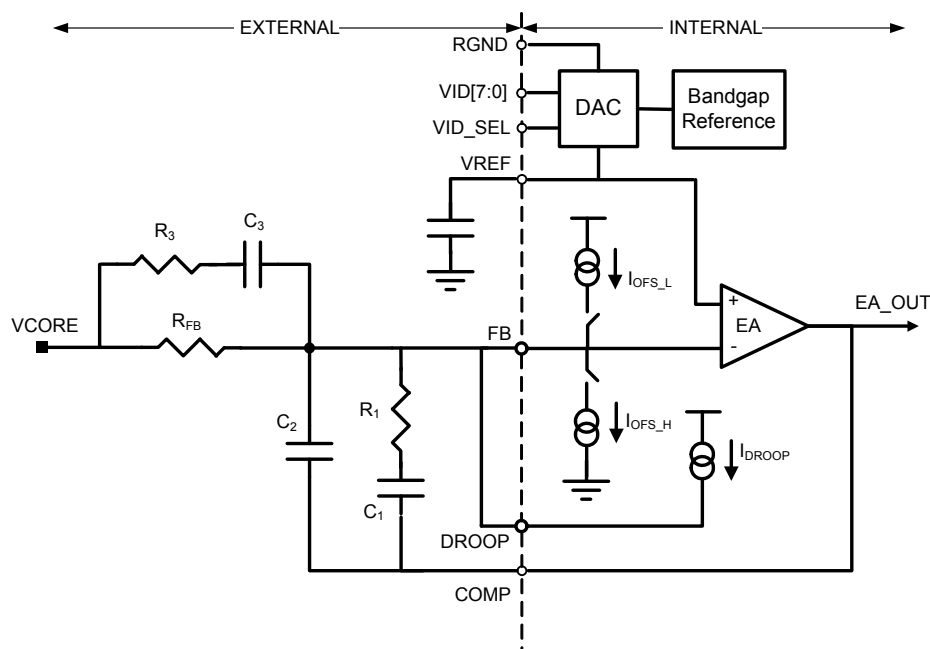 EXTERNAL
INTERNAL
RGND
VID[7:0]
VID_SEL
VREF
DAC
Bandgap
Reference
C3
R3
IOFS_L
VCORE
RFB
FB
+
EA
-
EA_OUT
R1
C2
IOFS_H
IDROOP
C1
DROOP
COMP